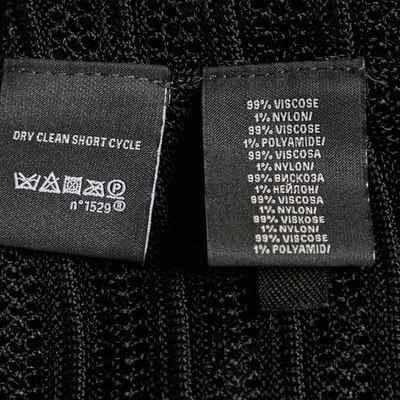 DRY CLEAN SHORT CYCLE
P
n°1529®
99% VISCOSE
1% NYLON/
99% VISCOSE
1% POLYAMIDE/
99% VISCOSA
1% NYLON/
99% ВИСКОЗА
1% НЕЙЛОН/
99% VISCOSA
1% NYLON/
99% VISKOSE
1% NYLON/
99% VISCOSE
1% POLYAMID/